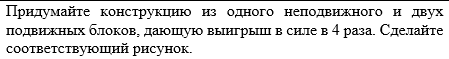 Придумайте конструкцию из одного неподвижного и двух
подвижных блоков, дающую выигрыш в силе в 4 раза. Сделайте
соответствующий рисунок.